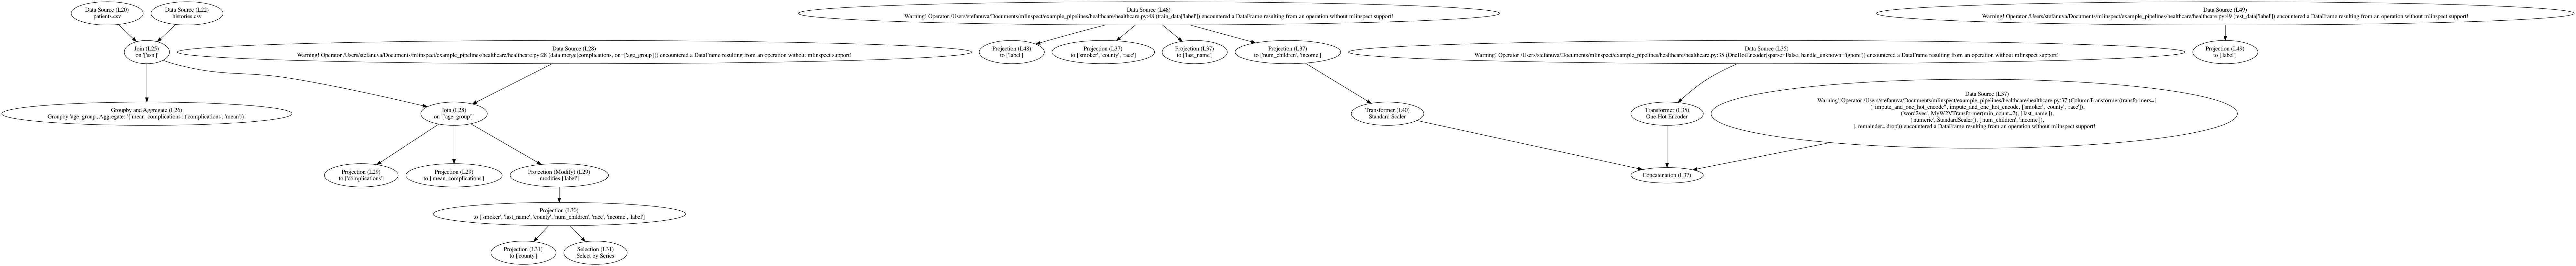 Data Source (L20)
patients.csv
Data Source (L22)
histories.csv
Data Source (L48)
Warning! Operator /Users/stefanuva/Documents/mlinspect/example_pipelines/healthcare/healthcare.py:48 (train_data['label']) encountered a DataFrame resulting from an operation without mlinspect support!
Data Source (L49)
Warning! Operator /Users/stefanuva/Documents/mlinspect/example_pipelines/healthcare/healthcare.py:49 (test_data['label']) encountered a DataFrame resulting from an operation without mlinspect support!
Join (L25)
on '['ssn']'
Data Source (L28)
Warning! Operator /Users/stefanuva/Documents/mlinspect/example_pipelines/healthcare/healthcare.py:28 (data.merge(complications, on=['age_group'])) encountered a DataFrame resulting from an operation without mlinspect support!
Projection (L48)
to ['label']
Projection (L37)
to ['smoker', 'county', 'race']
Projection (L37)
to ['last_name']
Projection (L37)
to ['num_children', 'income']
Data Source (L35)
Warning! Operator /Users/stefanuva/Documents/mlinspect/example_pipelines/healthcare/healthcare.py:35 (OneHotEncoder(sparse=False, handle_unknown='ignore')) encountered a DataFrame resulting from an operation without mlinspect support!
Projection (L49)
to ['label']
Groupby and Aggregate (L26)
Groupby 'age_group', Aggregate: '{'mean_complications': ('complications', 'mean')}'
Join (L28)
on '['age_group']'
Transformer (L40)
Standard Scaler
Transformer (L35)
One-Hot Encoder
Data Source (L37)
Warning! Operator /Users/stefanuva/Documents/mlinspect/example_pipelines/healthcare/healthcare.py:37 (ColumnTransformer(transformers=[
("impute_and_one_hot_encode", impute_and_one_hot_encode, ['smoker', 'county', 'race']),
('word2vec', MyW2VTransformer(min_count=2), ['last_name']),
('numeric', StandardScaler(), ['num_children', 'income']),
], remainder='drop')) encountered a DataFrame resulting from an operation without mlinspect support!
Projection (L29)
to ['complications']
Projection (L29)
to ['mean_complications']
Projection (Modify) (L29)
modifies ['label']
Concatenation (L37)
Projection (L30)
to ['smoker', 'last_name', 'county', 'num_children', 'race', 'income', 'label']
Projection (L31)
to ['county']
Selection (L31)
Select by Series